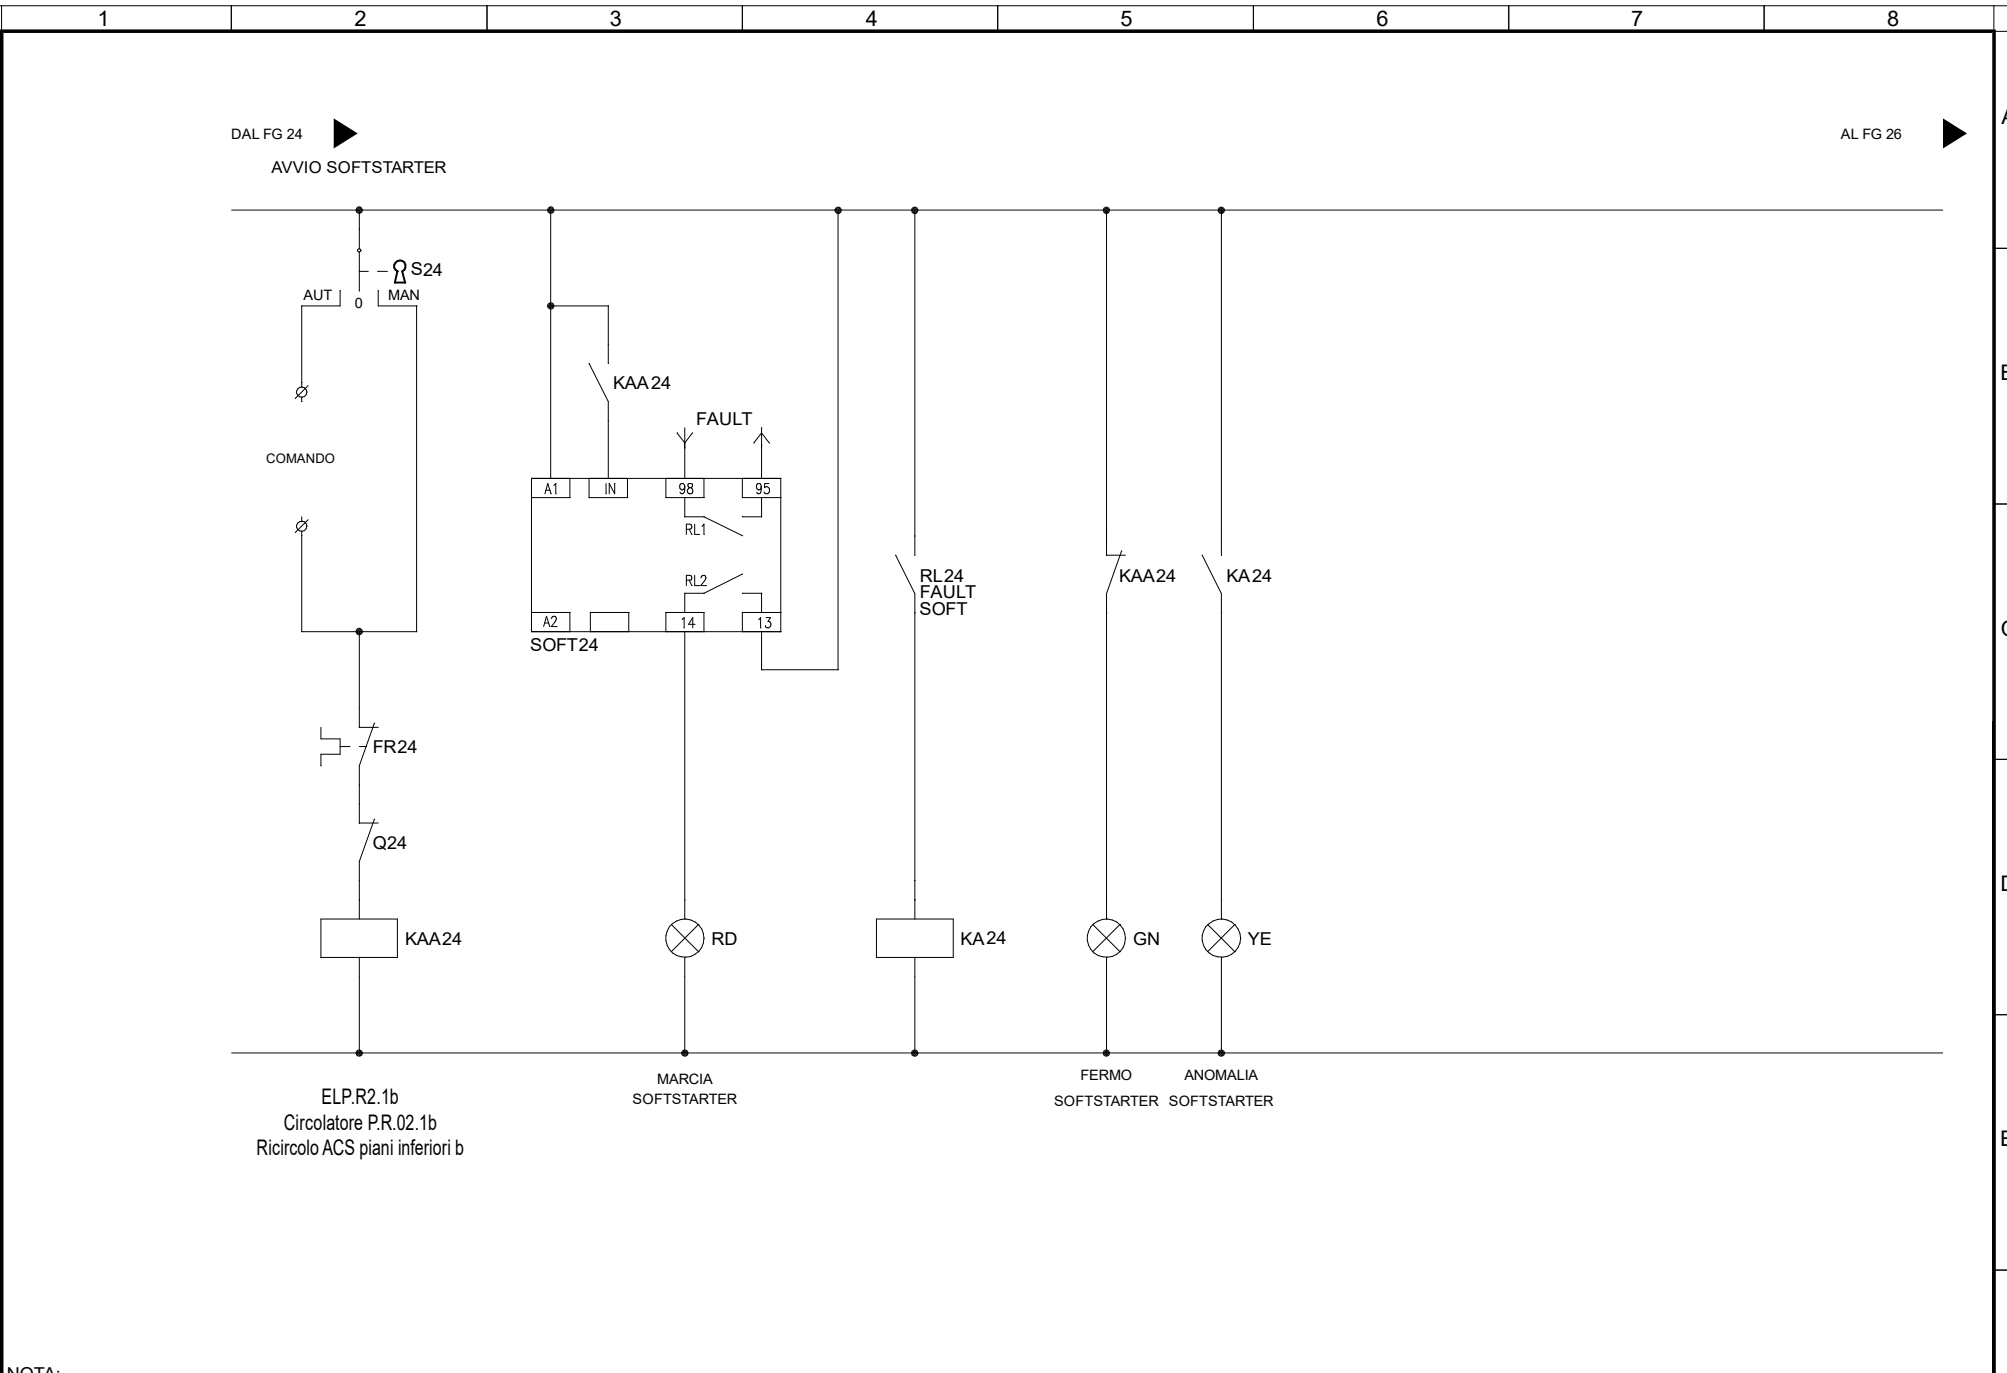 1 2 3 4 5 6 7 8
DAL FG 24
AL FG 26
AVVIO SOFTSTARTER
S24
AUT 0 MAN
KAA24
FAULT
COMANDO
A1 IN 98 95
RL1
RL2
A2 14 13
SOFT24
RL24
FAULT
SOFT
KAA24
KA24
FR24
Q24
KAA24
RD
KA24
GN
YE
MARCIA
SOFTSTARTER
FERMO
SOFTSTARTER
ANOMALIA
SOFTSTARTER
ELP.R2.1b
Circolatore P.R.02.1b
Ricircolo ACS piani inferiori b
NOTA: